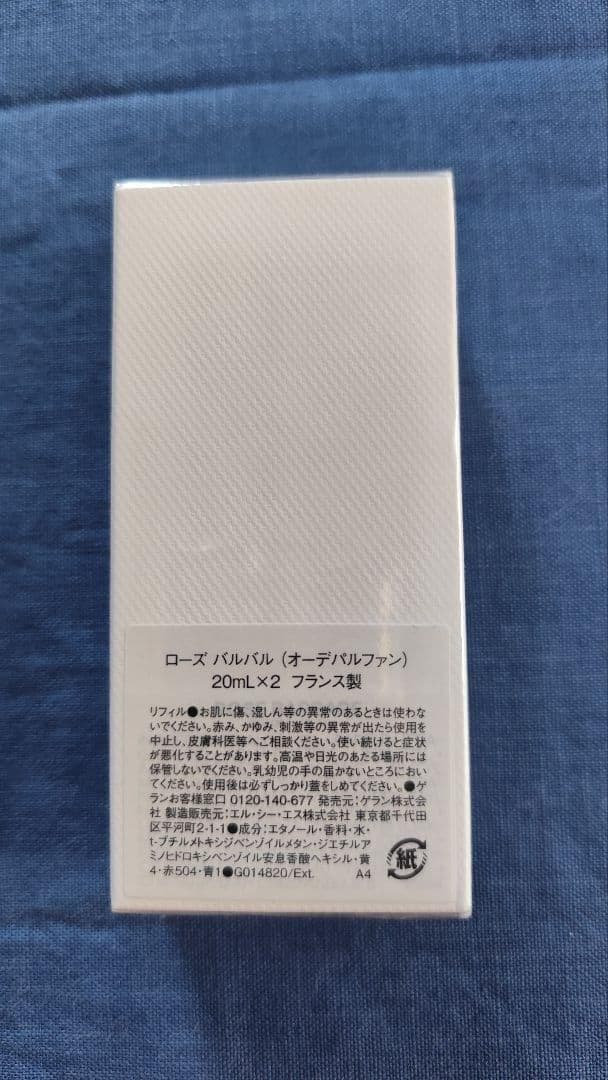 ローズ バルバル (オーデパルファン)
20mL×2 フランス製
リフィル●お肌に傷、湿しん等の異常のあるときは使わな
いでください。赤み、かゆみ、刺激等の異常が出たら使用を
中止し、皮膚科医等へご相談ください。使い続けると症状
が悪化することがあります。高温や日光のあたる場所には
保管しないでください。乳幼児の手の届かないところにおい
てください。使用後は必ずしっかり蓋をしめてください。●ゲ
ランお客様窓口 0120-140-677 発売元:ゲラン株式会
社 製造販売元:エル・シー・エス株式会社 東京都千代田
区平河町2-1-1●成分:エタノール・香料・水・
t-ブチルメトキシジベンゾイルメタン・ジエチルア
ミノヒドロキシベンゾイル安息香酸ヘキシル・黄
4・赤504・青1●G014820/Ext. A4
紙